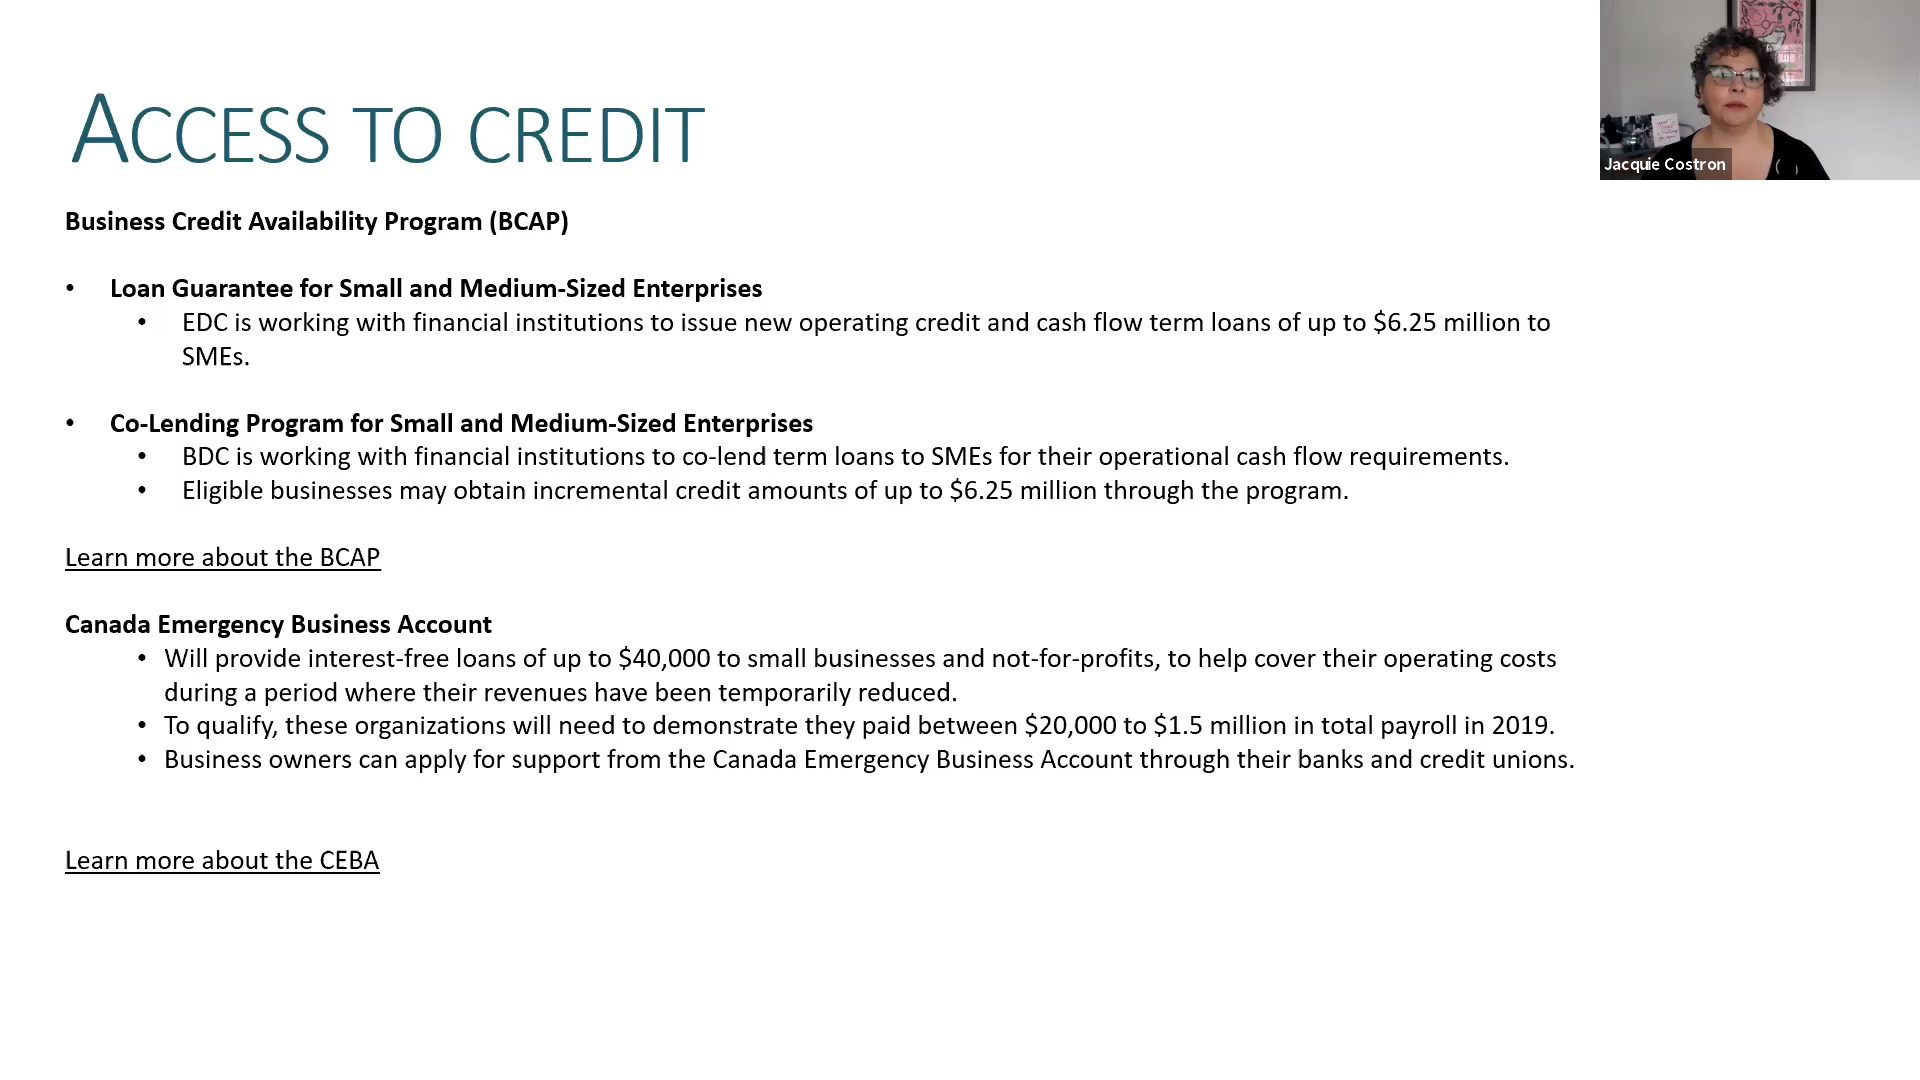 ACCESS TO CREDIT
Jacquie Costron
Business Credit Availability Program (BCAP)
• Loan Guarantee for Small and Medium-Sized Enterprises
• EDC is working with financial institutions to issue new operating credit and cash flow term loans of up to $6.25 million to
SMEs.
• Co-Lending Program for Small and Medium-Sized Enterprises
• BDC is working with financial institutions to co-lend term loans to SMEs for their operational cash flow requirements.
• Eligible businesses may obtain incremental credit amounts of up to $6.25 million through the program.
Learn more about the BCAP
Canada Emergency Business Account
• Will provide interest-free loans of up to $40,000 to small businesses and not-for-profits, to help cover their operating costs
during a period where their revenues have been temporarily reduced.
• To qualify, these organizations will need to demonstrate they paid between $20,000 to $1.5 million in total payroll in 2019.
• Business owners can apply for support from the Canada Emergency Business Account through their banks and credit unions.
Learn more about the CEBA